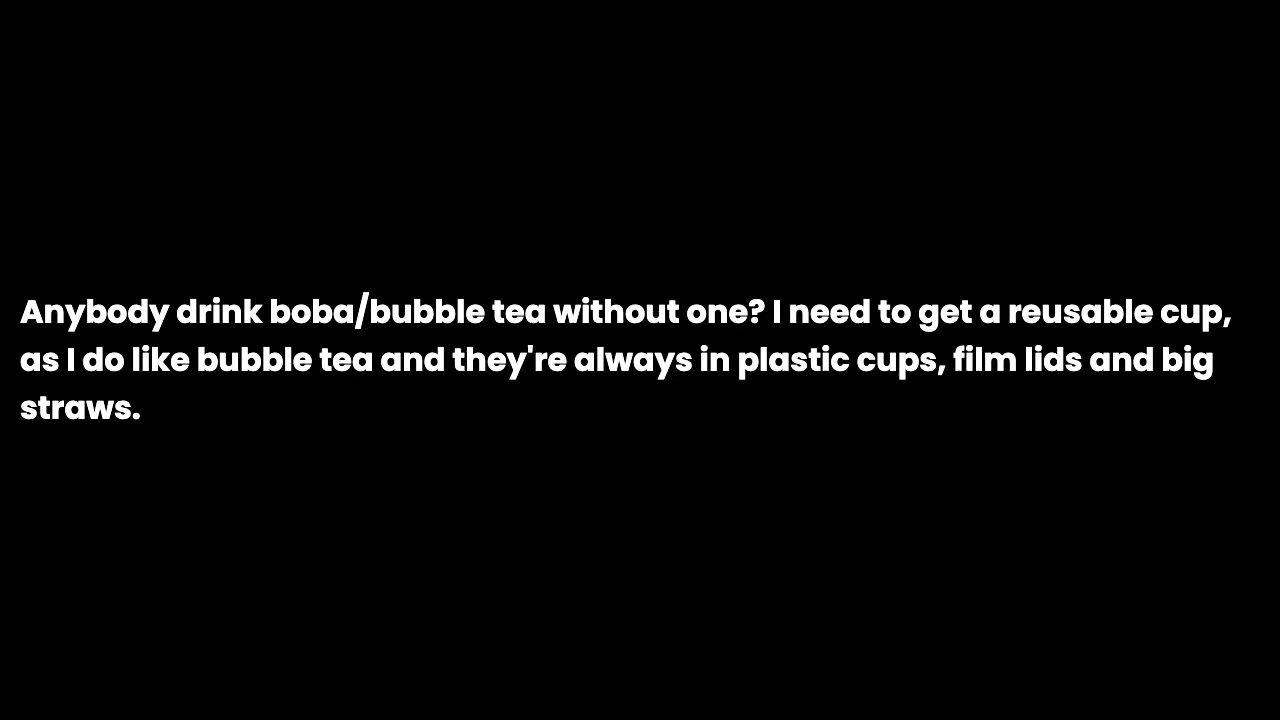 Anybody drink boba/bubble tea without one? I need to get a reusable cup,
as I do like bubble tea and they're always in plastic cups, film lids and big
straws.